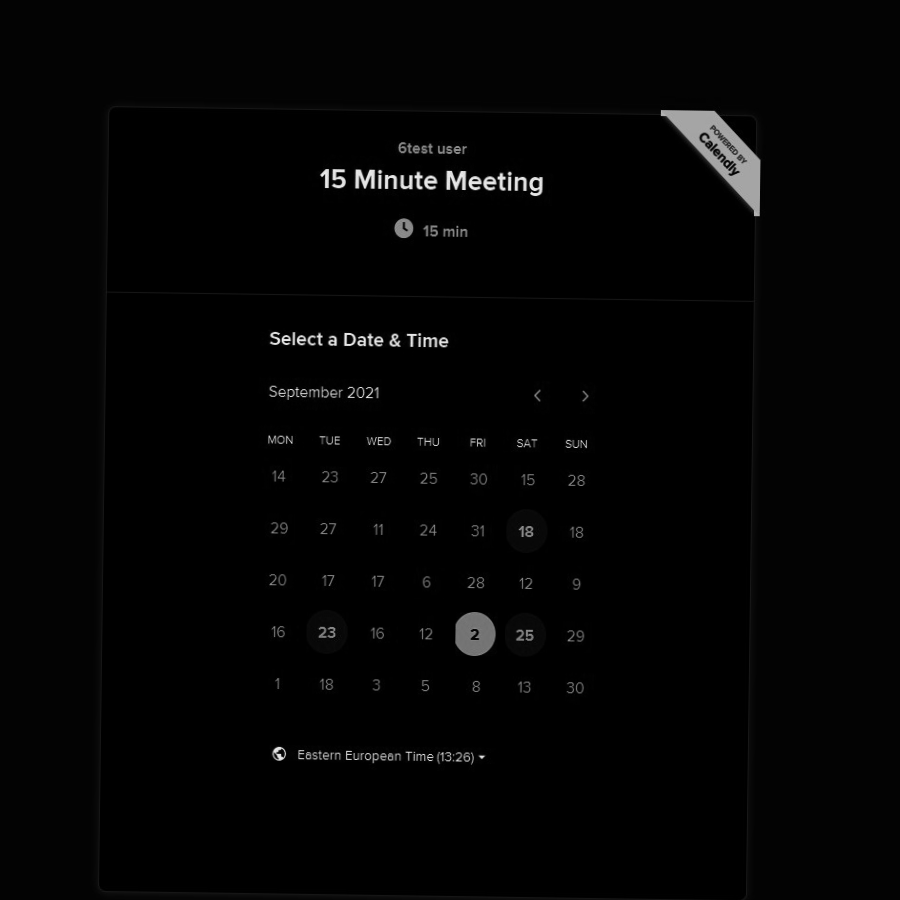 POWERED BY
Calendly
6test user
15 Minute Meeting
15 min
Select a Date & Time
September 2021
MON TUE WED THU FRI SAT SUN
14 23 27 25 30 15 28
29 27 11 24 31 18 18
20 17 17 6 28 12 9
16 23 16 12 2 25 29
1 18 3 5 8 13 30
Eastern European Time (13:26)